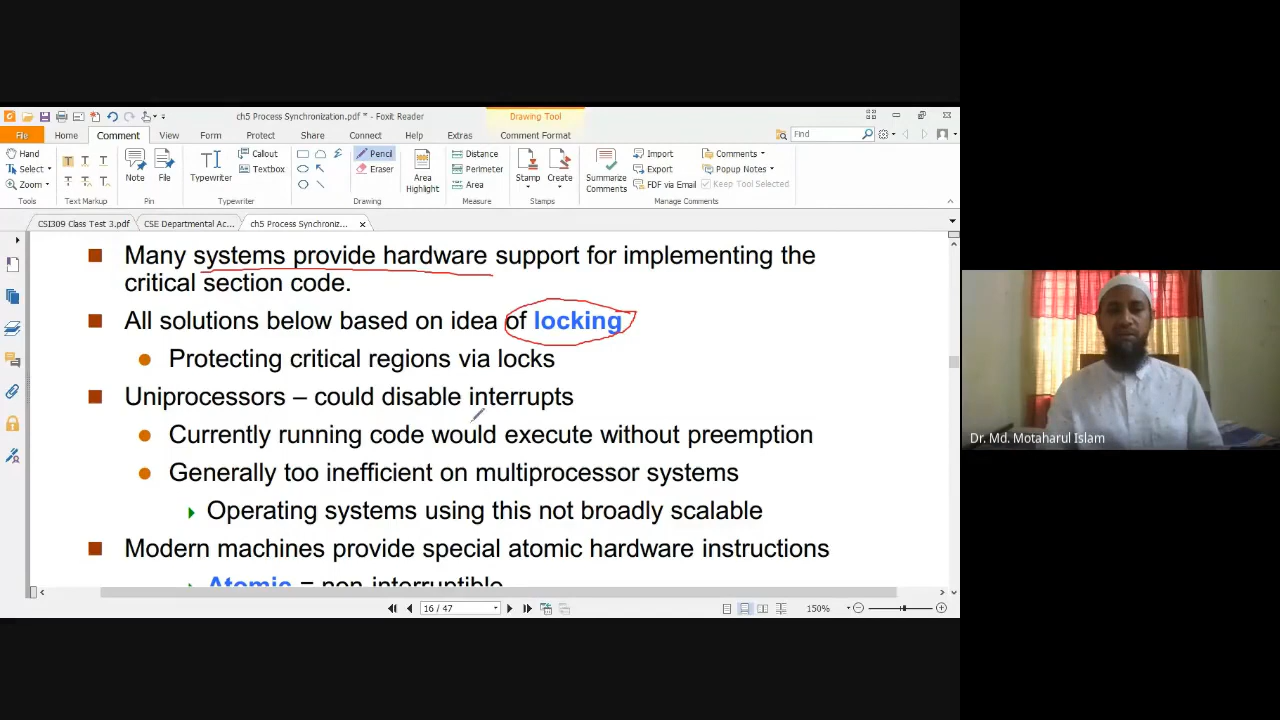 ch5 Process Synchronization.pdf * - Foxit Reader
Drawing Tool
File Home Comment View Form Protect Share Connect Help Extras Comment Format Find
Hand
Select
Zoom
Tools
Text Markup
Note
File
Pin
Typewriter
Callout
Textbox
Typewriter
Pencil
Eraser
Area Highlight
Drawing
Distance
Perimeter
Area
Measure
Stamp
Create
Stamps
Summarize Comments
Import
Export
FDF via Email
Comments
Popup Notes
Keep Tool Selected
Manage Comments
CSI309 Class Test 3.pdf
CSE Departmental Ac...
ch5 Process Synchroniz...
Many systems provide hardware support for implementing the
critical section code.
All solutions below based on idea of locking
Protecting critical regions via locks
Uniprocessors – could disable interrupts
Currently running code would execute without preemption
Generally too inefficient on multiprocessor systems
Operating systems using this not broadly scalable
Modern machines provide special atomic hardware instructions
Atomic = non-interruptible
16 / 47
150%
Dr. Md. Motaharul Islam